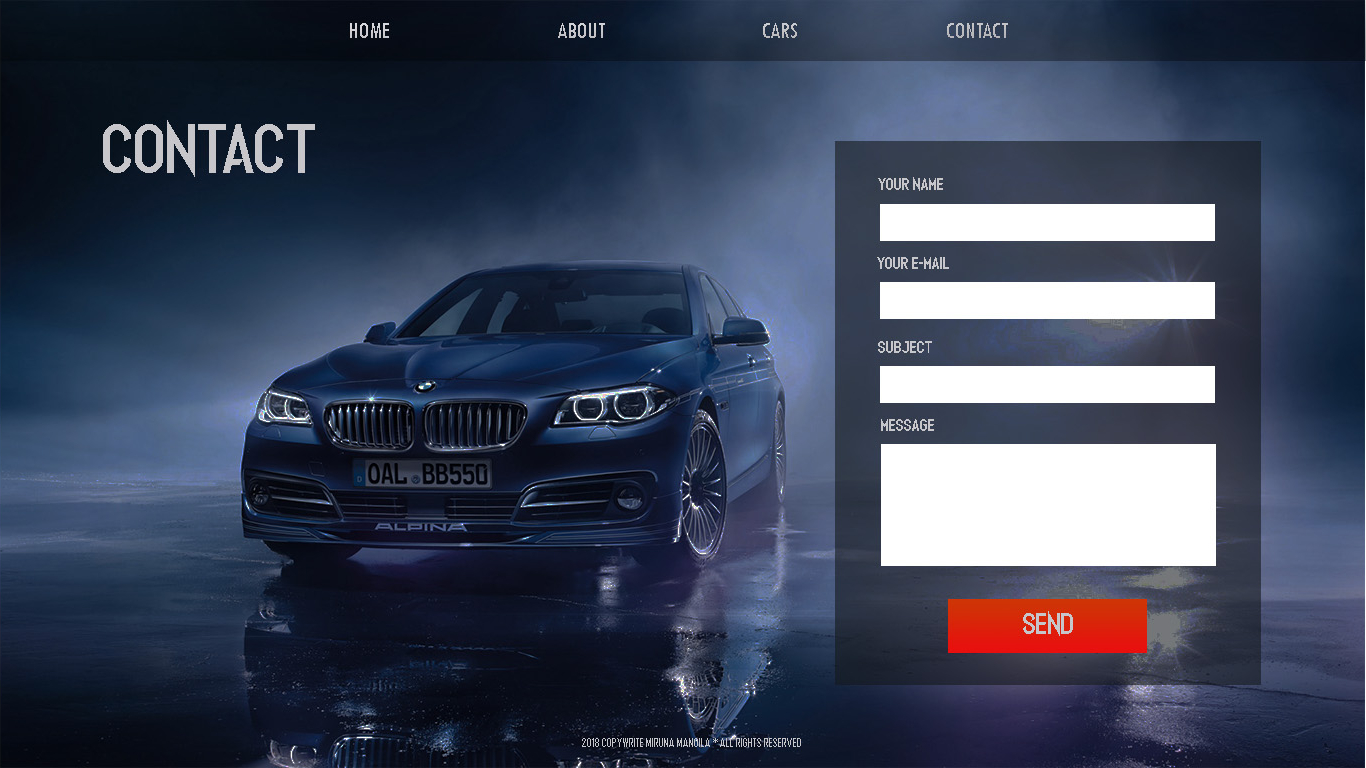 HOME ABOUT CARS CONTACT
CONTACT
YOUR NAME
YOUR E-MAIL
SUBJECT
MESSAGE
SEND
OAL BB550
D
ALPINA
2018 COPYWRITE MIRUNA MANOILA * ALL RIGHTS RESERVED